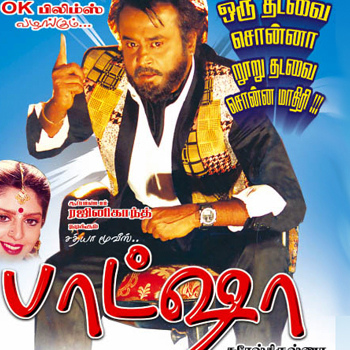 OK பிலிம்ஸ்
வழங்கும்...
ஒரு தடவை
சொன்னா
நூறு தடவை
சொன்ன மாதிரி !!!
சூப்பர்ஸ்டார்
ரஜினிகாந்த்
நடிக்கும்
சத்யா மூவீஸ்..
பாட்ஷா